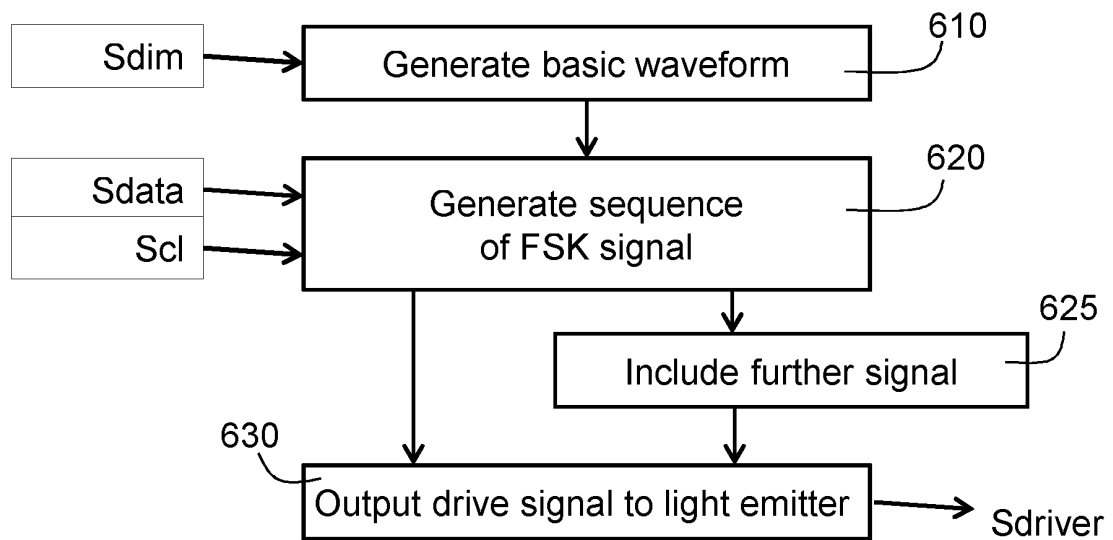 610
Sdim
Generate basic waveform
620
Sdata
Generate sequence
of FSK signal
Scl
625
Include further signal
630
Output drive signal to light emitter
Sdriver